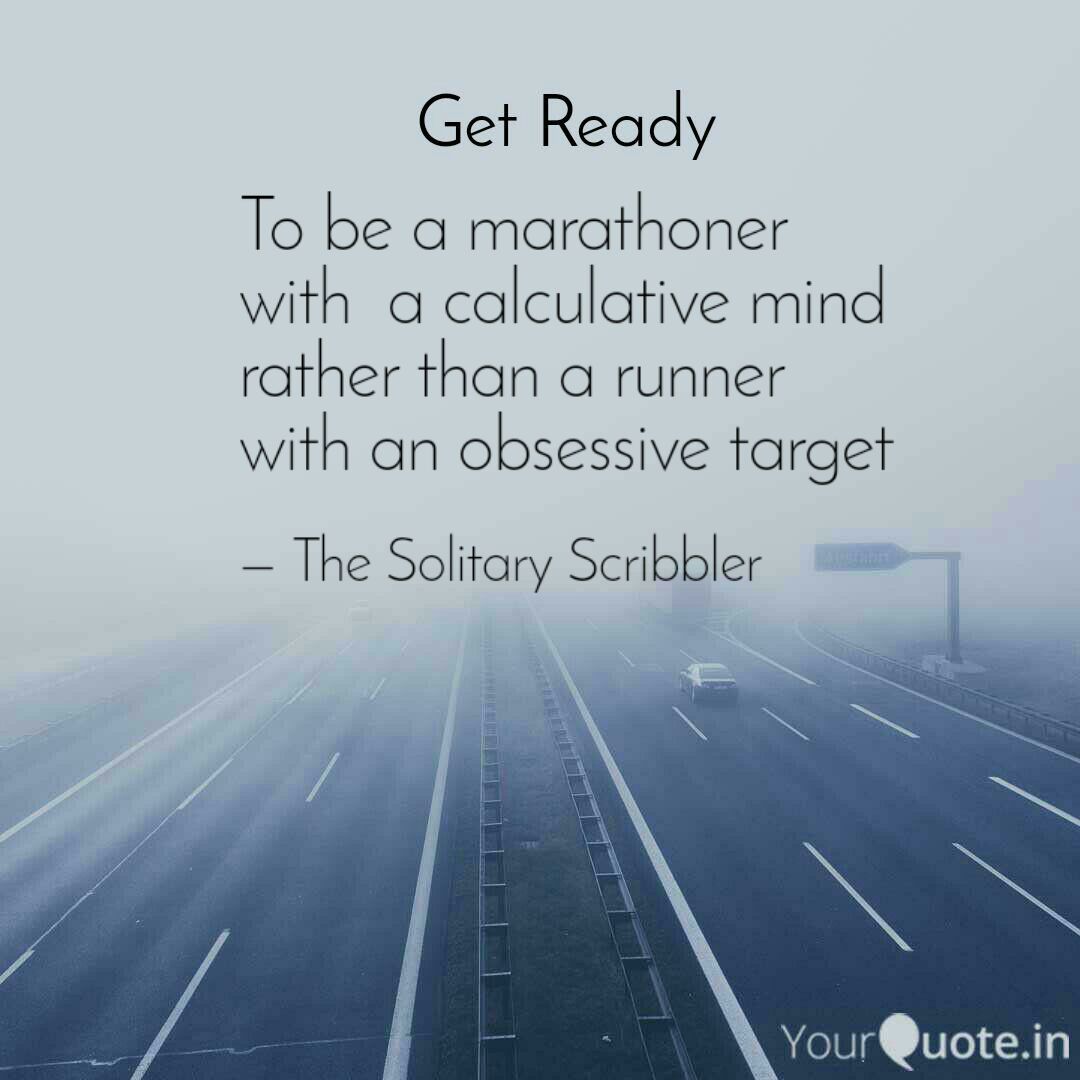 Get Ready
To be a marathoner
with a calculative mind
rather than a runner
with an obsessive target
– The Solitary Scribbler
Ausfahrt
YourQuote.in